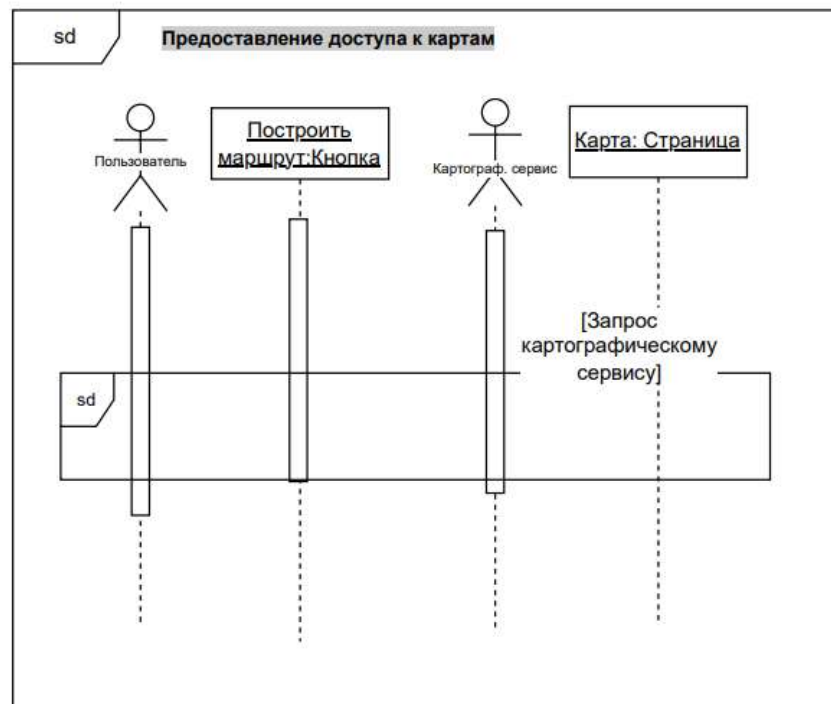 sd
Предоставление доступа к картам
Пользователь
Построить
маршрут:Кнопка
Картограф. сервис
Карта: Страница
[Запрос
картографическому
сервису]
sd